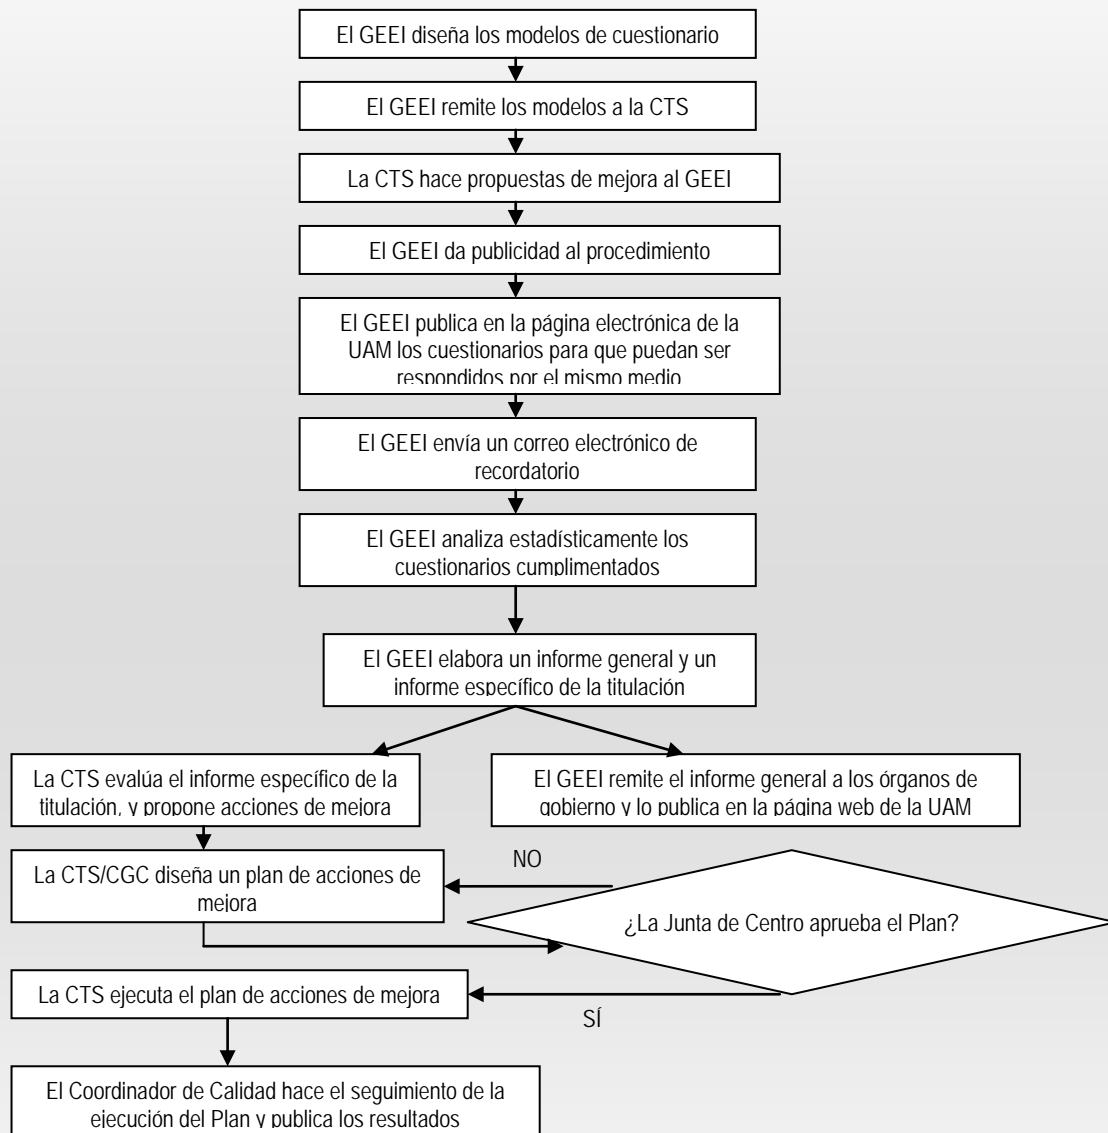 El GEEI diseña los modelos de cuestionario
El GEEI remite los modelos a la CTS
La CTS hace propuestas de mejora al GEEI
El GEEI da publicidad al procedimiento
El GEEI publica en la página electrónica de la
UAM los cuestionarios para que puedan ser
respondidos por el mismo medio
El GEEI envía un correo electrónico de
recordatorio
El GEEI analiza estadísticamente los
cuestionarios cumplimentados
El GEEI elabora un informe general y un
informe específico de la titulación
La CTS evalúa el informe específico de la
titulación, y propone acciones de mejora
El GEEI remite el informe general a los órganos de
gobierno y lo publica en la página web de la UAM
La CTS/CGC diseña un plan de acciones de
mejora
NO
¿La Junta de Centro aprueba el Plan?
La CTS ejecuta el plan de acciones de mejora
SÍ
El Coordinador de Calidad hace el seguimiento de la
ejecución del Plan y publica los resultados